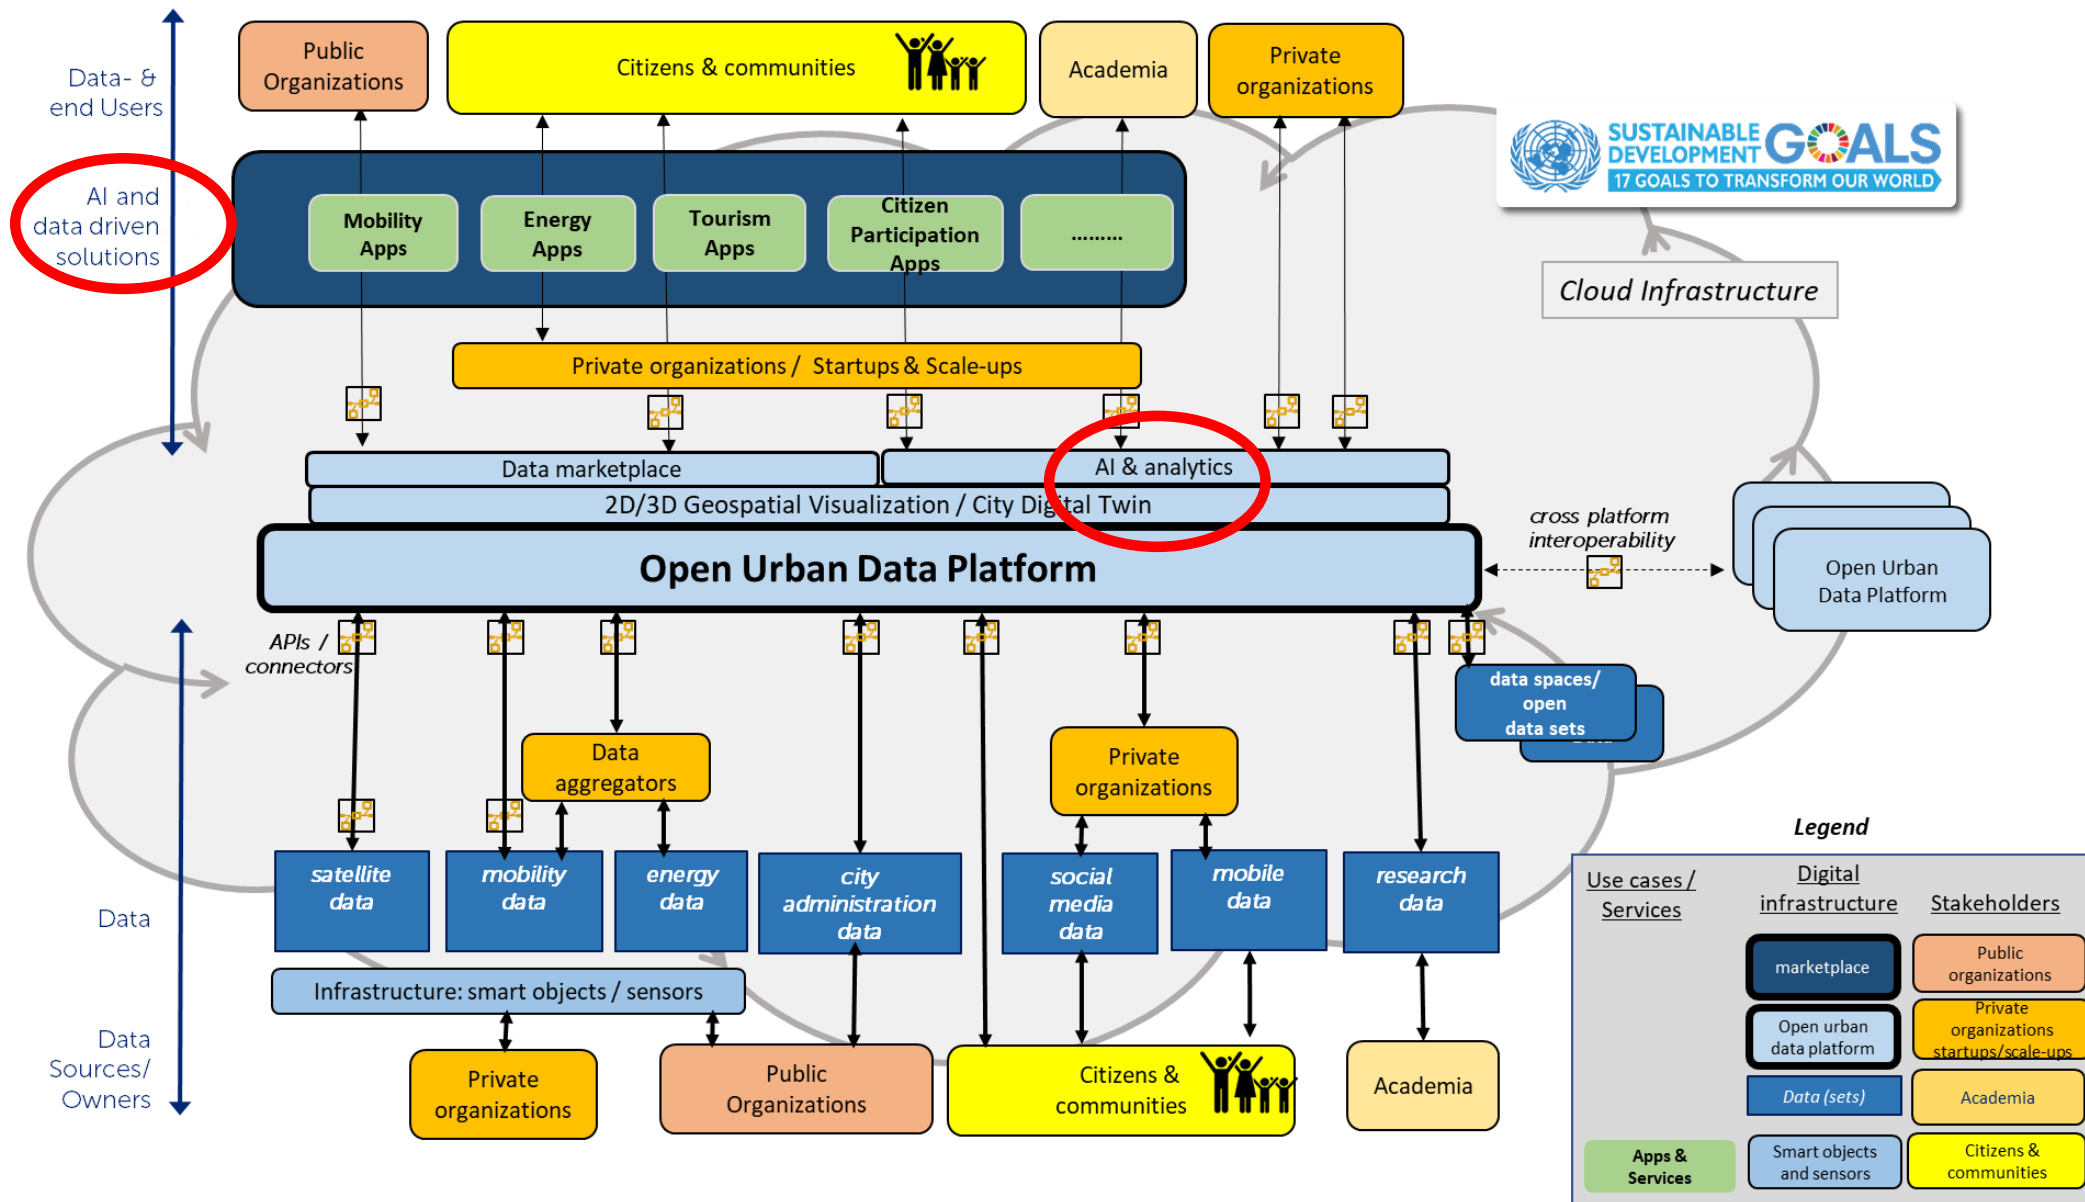 Public
Organizations
Citizens & communities
Academia
Private
organizations
Data- &
end Users
SUSTAINABLE
DEVELOPMENT
GOALS
17 GOALS TO TRANSFORM OUR WORLD
AI and
data driven
solutions
Mobility
Apps
Energy
Apps
Tourism
Apps
Citizen
Participation
Apps
.........
Cloud Infrastructure
Private organizations / Startups & Scale-ups
Data marketplace
AI & analytics
2D/3D Geospatial Visualization / City Digital Twin
Open Urban Data Platform
cross platform
interoperability
Open Urban
Data Platform
APIs /
connectors
data spaces/
open
data sets
Data
aggregators
Private
organizations
satellite
data
mobility
data
energy
data
city
administration
data
social
media
data
mobile
data
research
data
Data
Infrastructure: smart objects / sensors
Data
Sources/
Owners
Private
organizations
Public
Organizations
Citizens &
communities
Academia
Legend
Use cases /
Services
Digital
infrastructure
Stakeholders
marketplace
Public
organizations
Open urban
data platform
Private
organizations
startups/scale-ups
Data (sets)
Academia
Apps &
Services
Smart objects
and sensors
Citizens &
communities